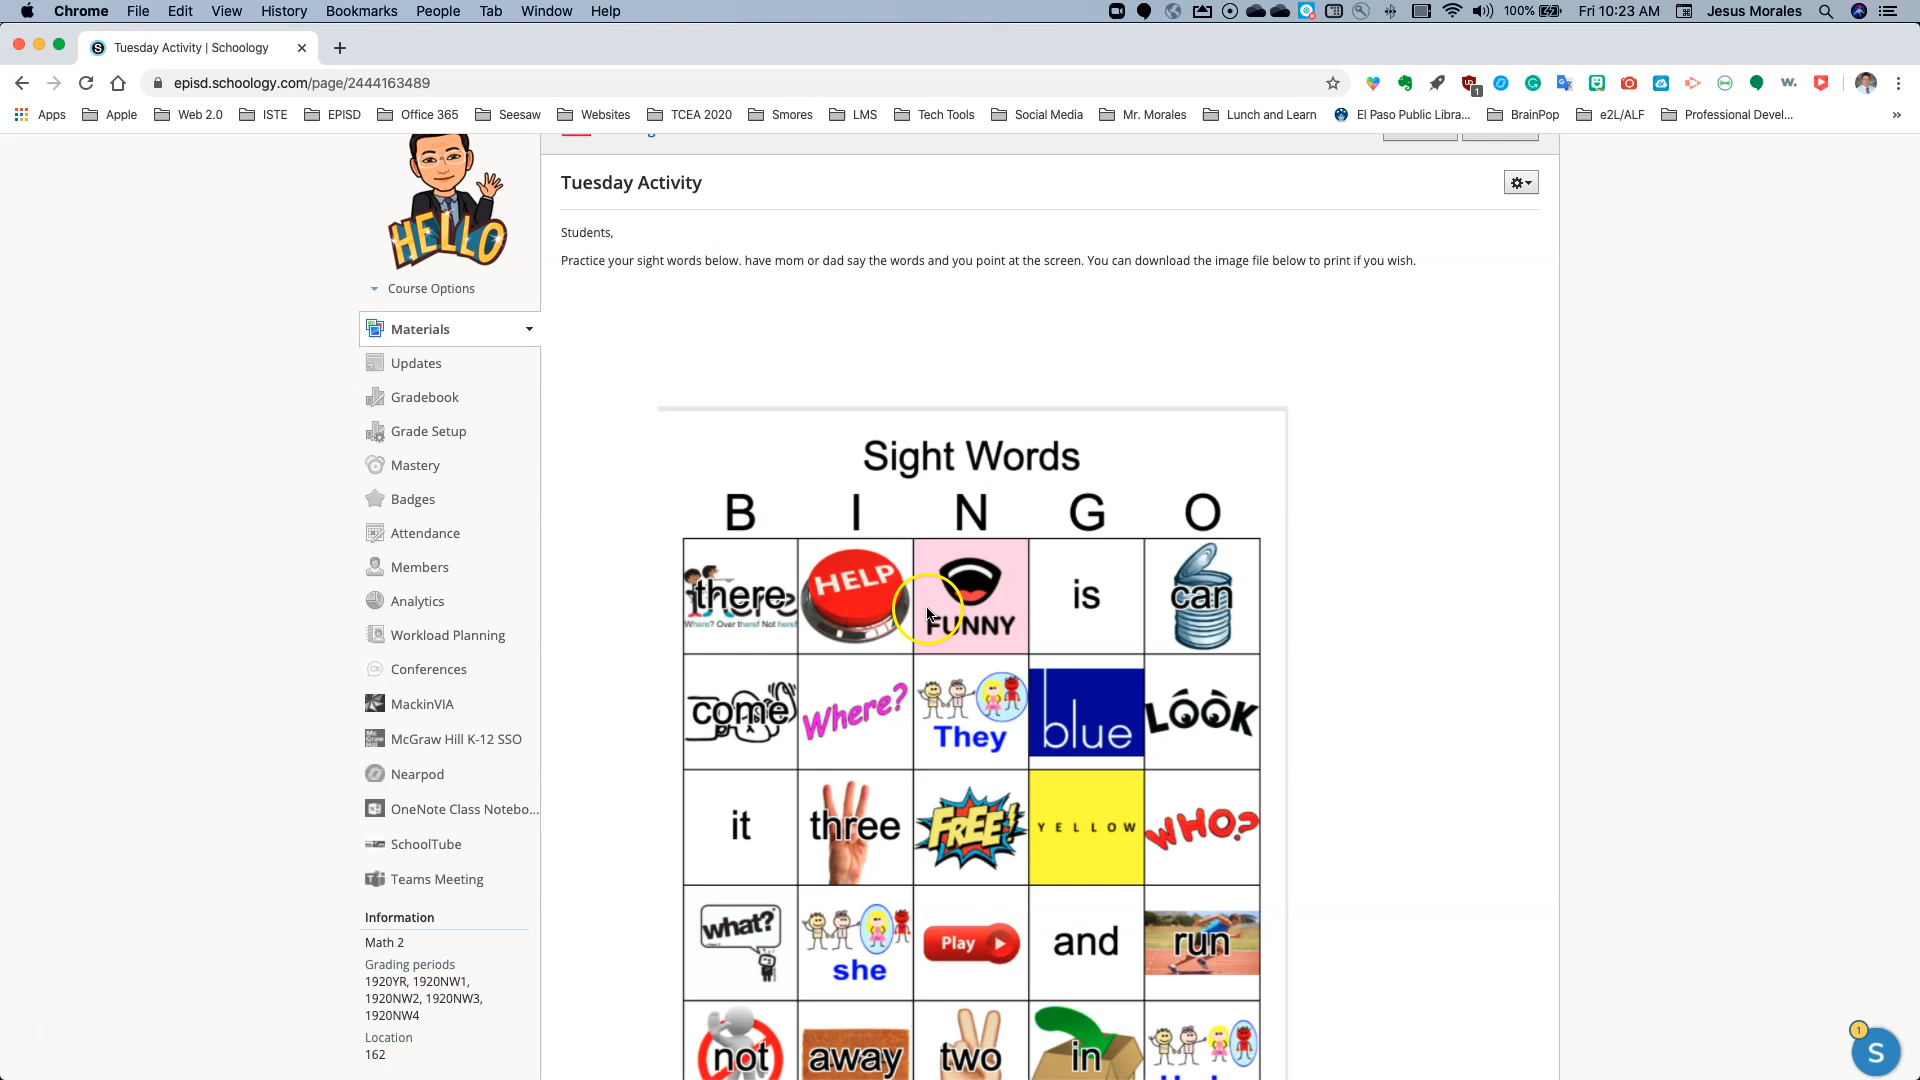 Chrome File Edit View History Bookmarks People Tab Window Help 100% Fri 10:23 AM Jesus Morales
Tuesday Activity | Schoology
episd.schoology.com/page/2444163489
Apps Apple Web 2.0 ISTE EPISD Office 365 Seesaw Websites TCEA 2020 Smores LMS Tech Tools Social Media Mr. Morales Lunch and Learn El Paso Public Libra... BrainPop e2L/ALF Professional Devel... »
HELLO
Course Options
Materials
Updates
Gradebook
Grade Setup
Mastery
Badges
Attendance
Members
Analytics
Workload Planning
Conferences
MackinVIA
McGraw Hill K-12 SSO
Nearpod
OneNote Class Notebo...
SchoolTube
Teams Meeting
Information
Math 2
Grading periods
1920YR, 1920NW1,
1920NW2, 1920NW3,
1920NW4
Location
162
Tuesday Activity
Students,
Practice your sight words below. have mom or dad say the words and you point at the screen. You can download the image file below to print if you wish.
Sight Words
B I N G O
there HELP FUNNY is can
Where? Over there! Not here!
come Where? They blue LOOK
it three FREE! YELLOW WHO?
what? she Play and run
not away two in
1
S